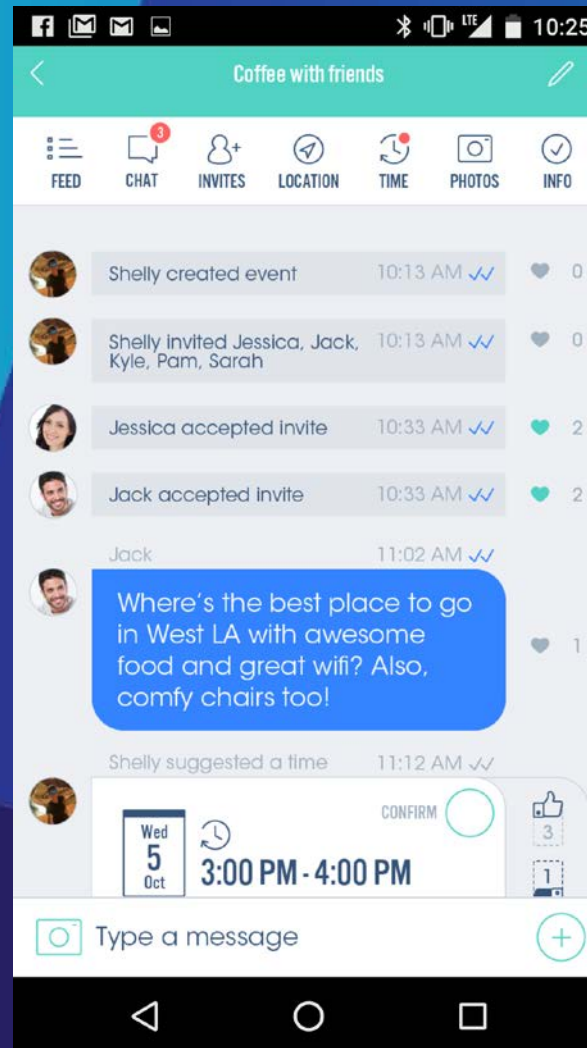 10:25
Coffee with friends
3
FEED CHAT INVITES LOCATION TIME PHOTOS INFO
Shelly created event 10:13 AM 0
Shelly invited Jessica, Jack, 10:13 AM 0
Kyle, Pam, Sarah
Jessica accepted invite 10:33 AM 2
Jack accepted invite 10:33 AM 2
Jack 11:02 AM
Where's the best place to go
in West LA with awesome
food and great wifi? Also,
comfy chairs too!
1
Shelly suggested a time 11:12 AM
CONFIRM
Wed
5
Oct
3:00 PM - 4:00 PM
3
1
Type a message
LTE